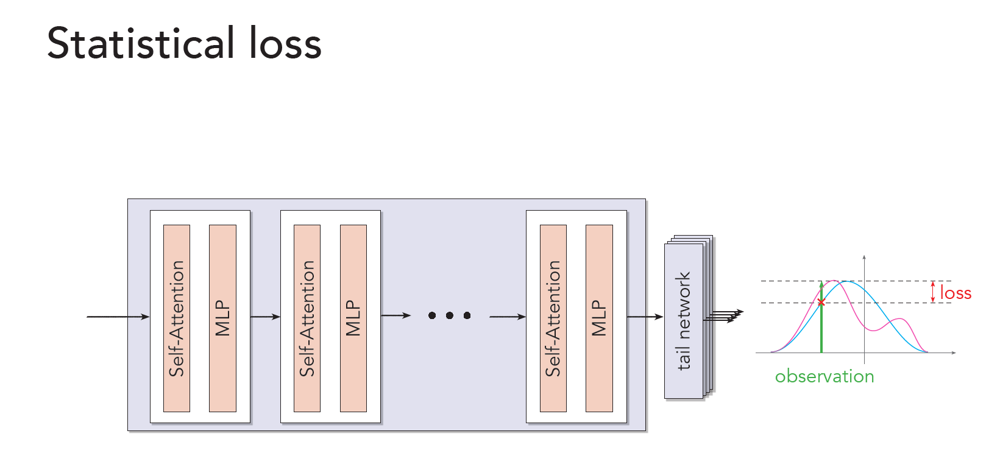 Statistical loss
Self-Attention
MLP
Self-Attention
MLP
Self-Attention
MLP
tail network
loss
observation